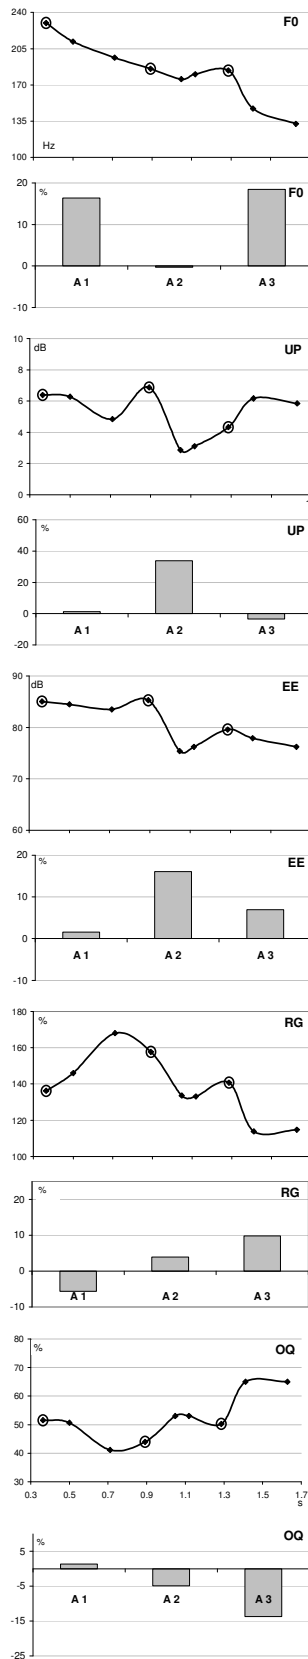 240 F0
205
170
135
Hz
100
20 % F0
10
0
A 1 A 2 A 3
-10
10 dB UP
8
6
4
2
0
60 % UP
40
20
0
A 1 A 2 A 3
-20
90 dB EE
80
70
60
20 % EE
10
0
A 1 A 2 A 3
-10
180 % RG
160
140
120
100
% RG
20
10
0
A 1 A 2 A 3
-10
80 % OQ
70
60
50
40
30
0.3 0.5 0.7 0.9 1.1 1.3 1.5 1.7
s
% OQ
5
-5
A 1 A 2 A 3
-15
-25